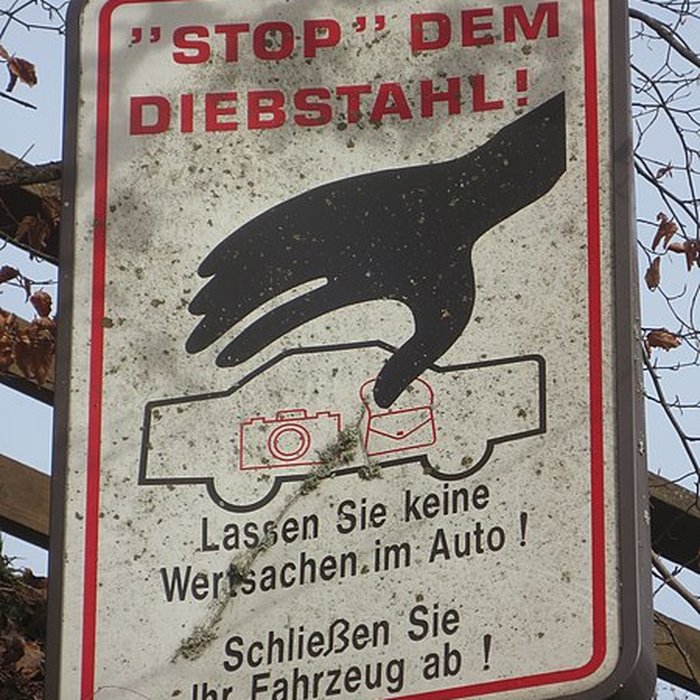 "STOP" DEM
DIEBSTAHL!
Lassen Sie keine
Wertsachen im Auto !
Schließen Sie
Ihr Fahrzeug ab !